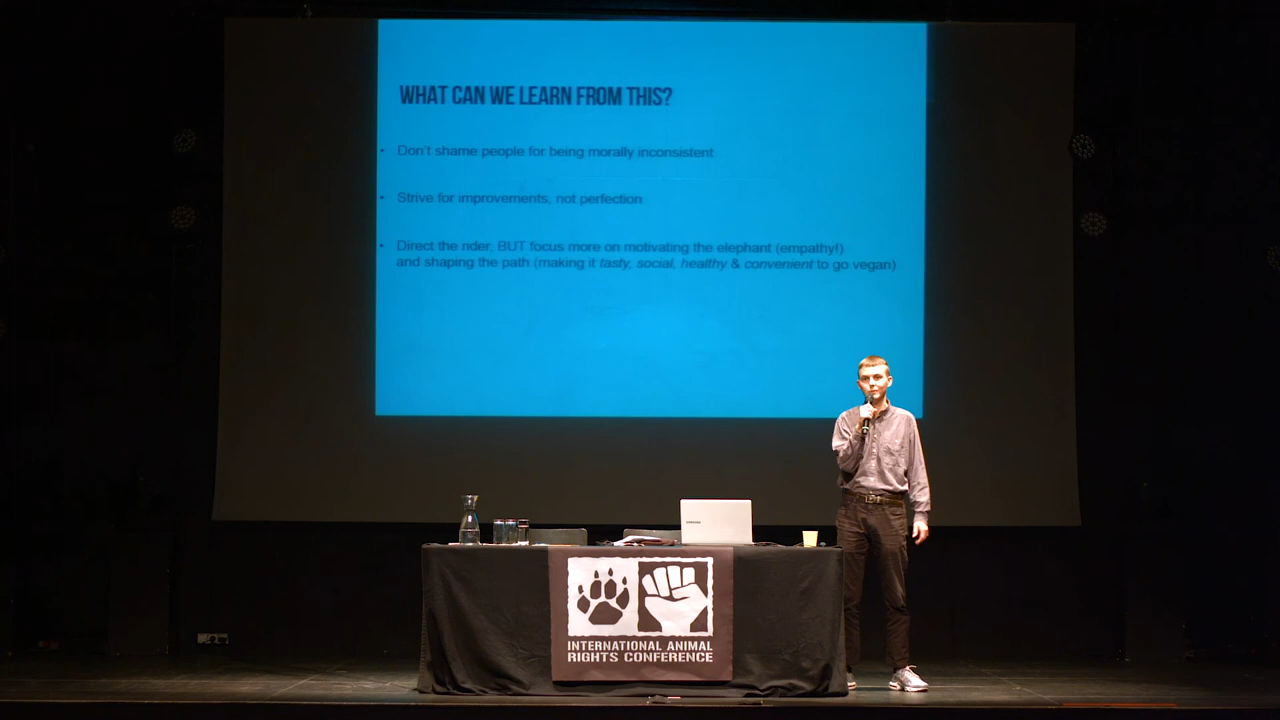 WHAT CAN WE LEARN FROM THIS?
• Don't shame people for being morally inconsistent
• Strive for improvements, not perfection
• Direct the rider, BUT focus more on motivating the elephant (empathy!)
and shaping the path (making it tasty, social, healthy & convenient to go vegan)
SAMSUNG
INTERNATIONAL ANIMAL
RIGHTS CONFERENCE